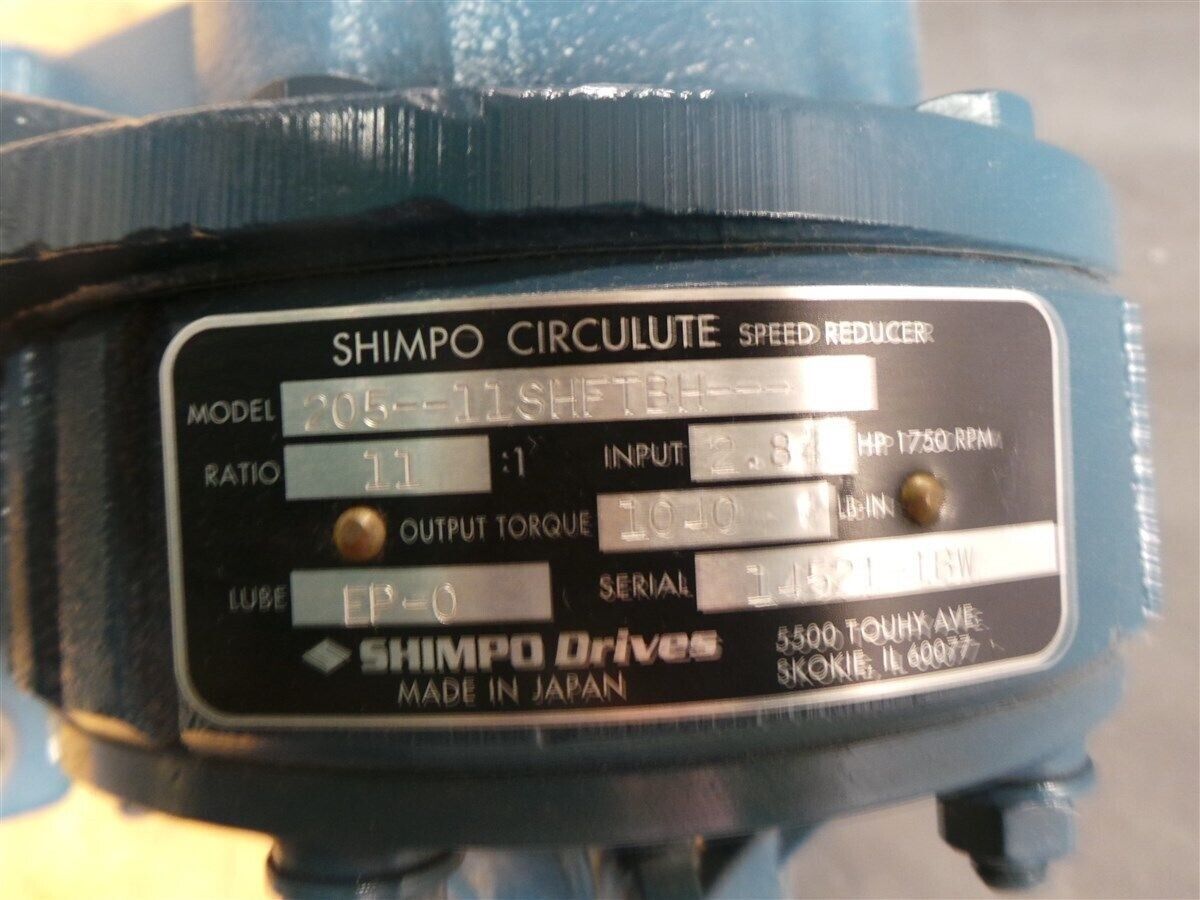 SHIMPO CIRCULUTE SPEED REDUCER
MODEL 205--11SHFTBH---
RATIO 11 :1 INPUT HP 1750 RPM
OUTPUT TORQUE LB-IN
LUBE EP-0 SERIAL
SHIMPO Drives
MADE IN JAPAN
5500 TOUHY AVE.
SKOKIE, IL 60077